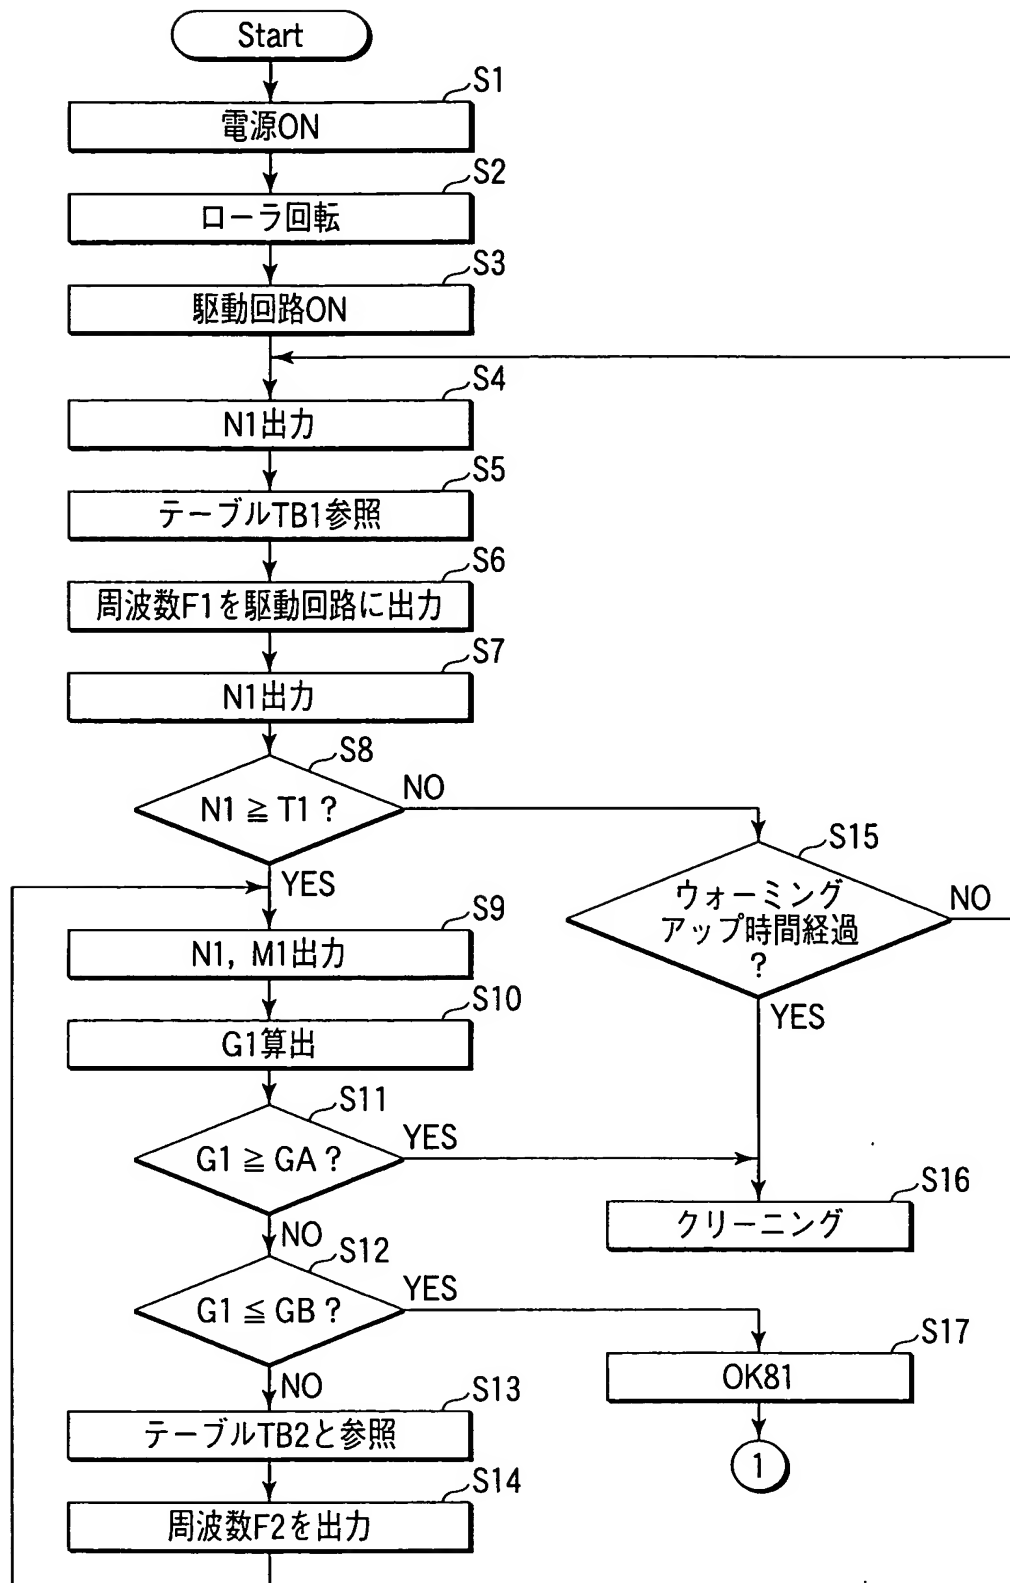 Start
S1
電源ON
S2
ローラ回転
S3
駆動回路ON
S4
N1出力
S5
テーブルTB1参照
S6
周波数F1を駆動回路に出力
S7
N1出力
S8
N1 ≧ T1 ?
NO
YES
S15
ウォーミング
アップ時間経過
?
NO
YES
S9
N1, M1出力
S10
G1算出
S11
G1 ≧ GA ?
YES
NO
S16
クリーニング
S12
G1 ≦ GB ?
YES
NO
S17
OK81
1
S13
テーブルTB2と参照
S14
周波数F2を出力